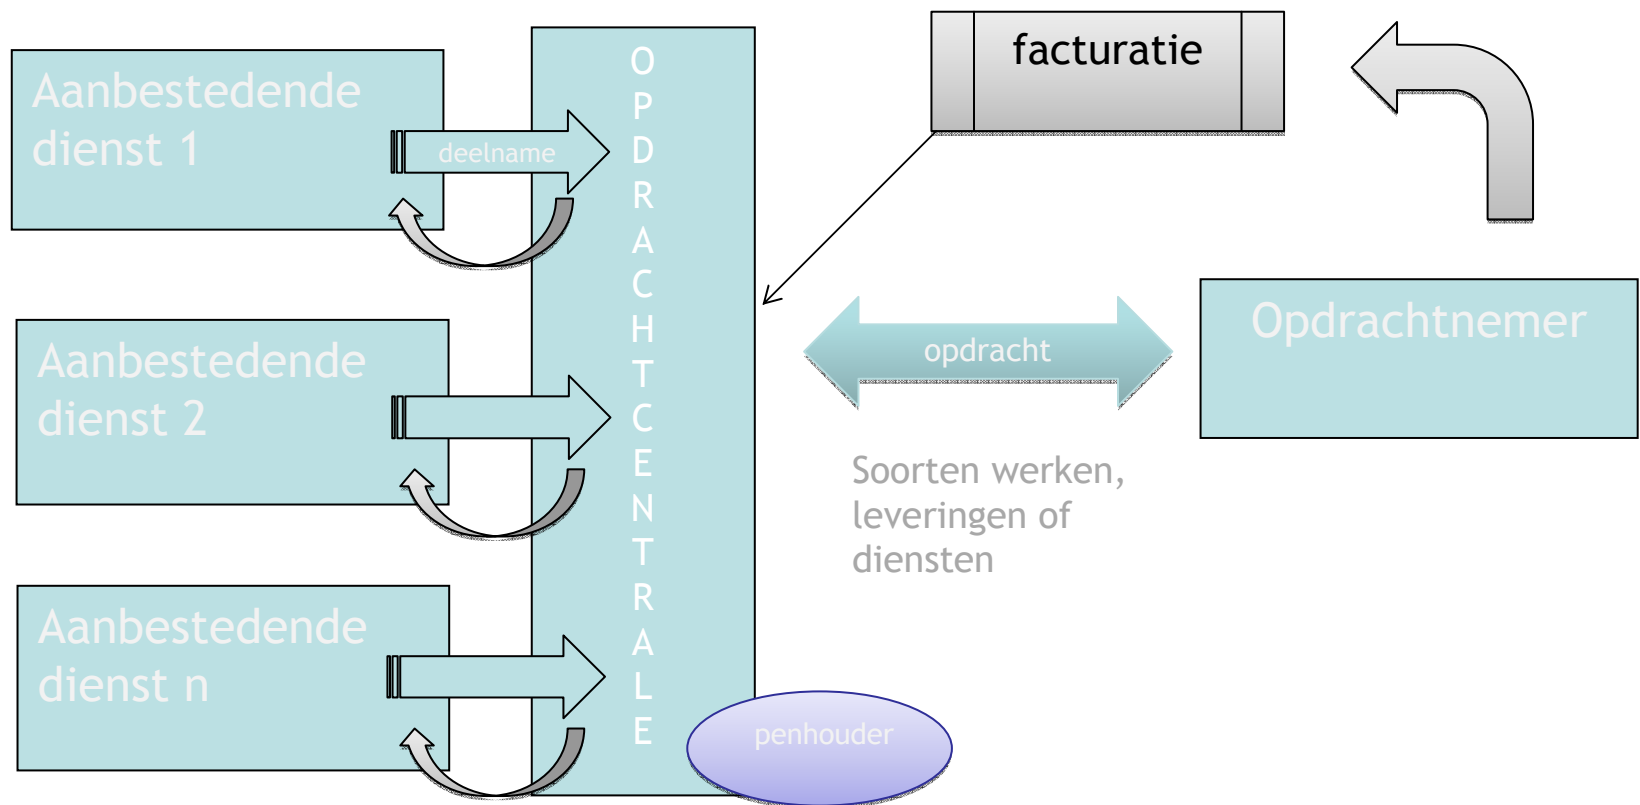 Aanbestedende
dienst 1
deelname
Aanbestedende
dienst 2
Aanbestedende
dienst n
O
P
D
R
A
C
H
T
C
E
N
T
R
A
L
E
penhouder
facturatie
opdracht
Soorten werken,
leveringen of
diensten
Opdrachtnemer